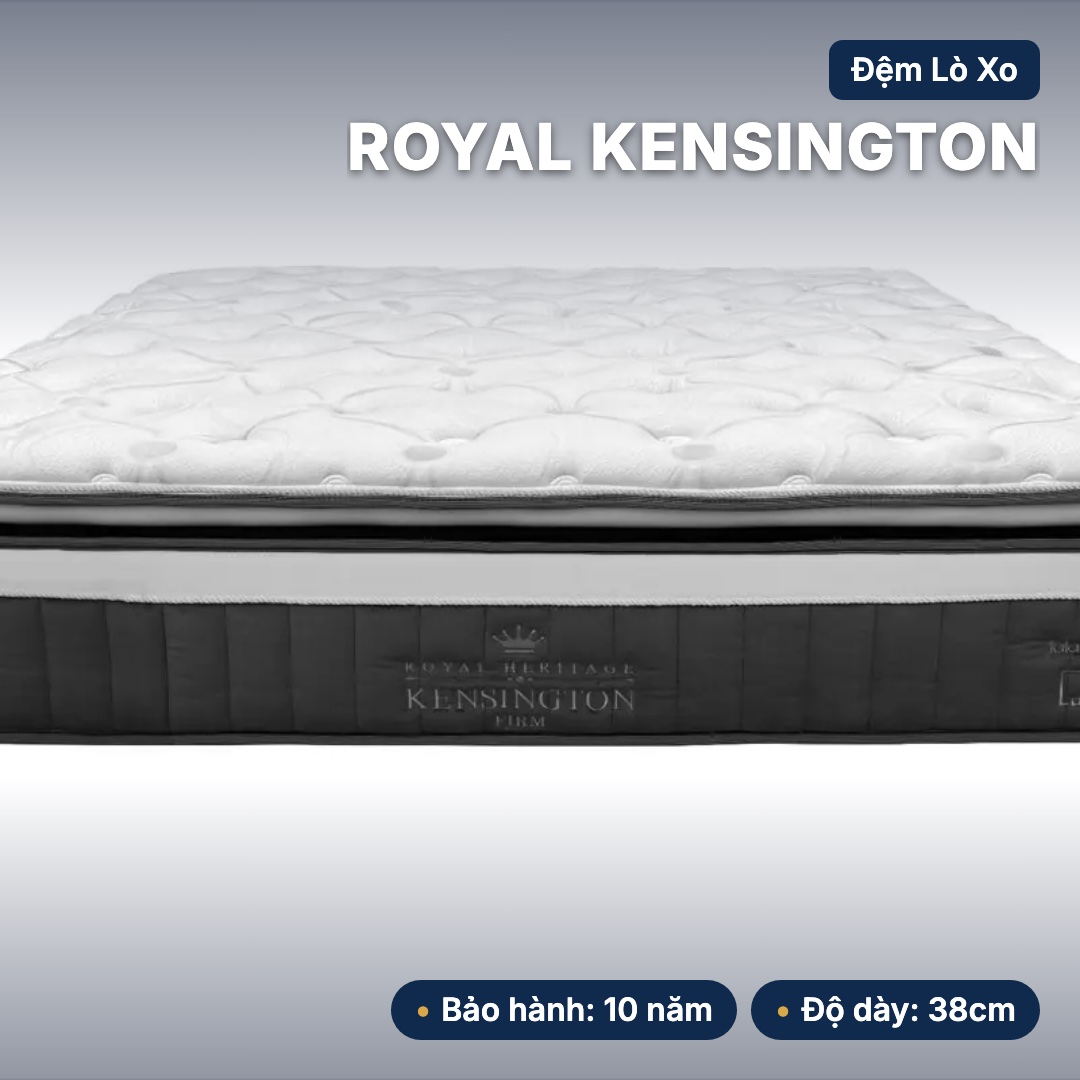 Đệm Lò Xo
ROYAL KENSINGTON
ROYAL HERITAGE
KENSINGTON
FIRM
Bảo hành: 10 năm
Độ dày: 38cm